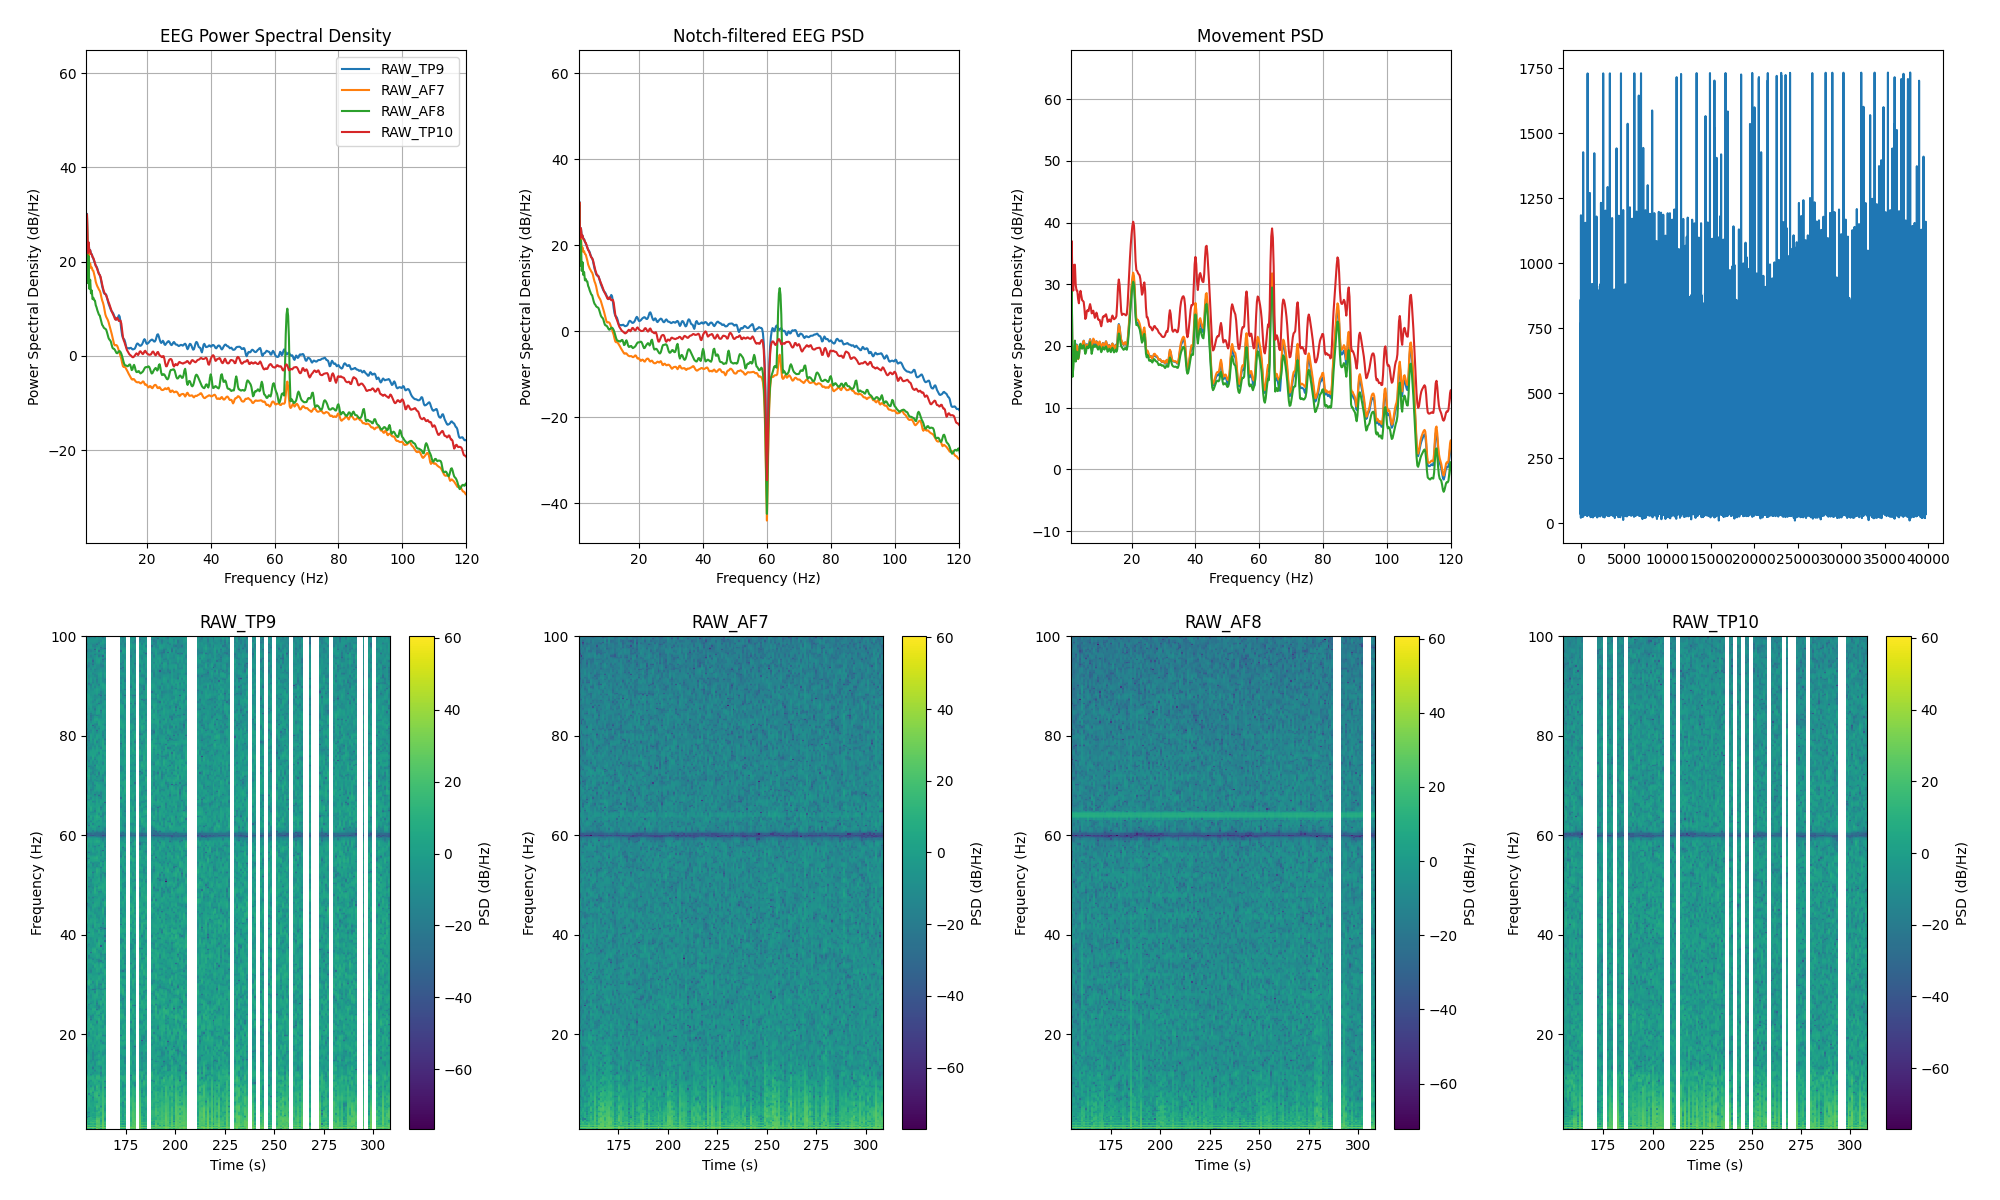 EEG Power Spectral Density
Power Spectral Density (dB/Hz)
60
40
20
0
−20
RAW_TP9
RAW_AF7
RAW_AF8
RAW_TP10
20 40 60 80 100 120
Frequency (Hz)
Notch-filtered EEG PSD
Power Spectral Density (dB/Hz)
60
40
20
0
−20
−40
20 40 60 80 100 120
Frequency (Hz)
Movement PSD
Power Spectral Density (dB/Hz)
60
50
40
30
20
10
0
−10
20 40 60 80 100 120
Frequency (Hz)
1750
1500
1250
1000
750
500
250
0
0 5000 10000 15000 20000 25000 30000 35000 40000
RAW_TP9
Frequency (Hz)
100
80
60
40
20
175 200 225 250 275 300
Time (s)
60
40
20
0
−20
−40
−60
PSD (dB/Hz)
RAW_AF7
Frequency (Hz)
100
80
60
40
20
175 200 225 250 275 300
Time (s)
60
40
20
0
−20
−40
−60
PSD (dB/Hz)
RAW_AF8
Frequency (Hz)
100
80
60
40
20
175 200 225 250 275 300
Time (s)
60
40
20
0
−20
−40
−60
PSD (dB/Hz)
RAW_TP10
Frequency (Hz)
100
80
60
40
20
175 200 225 250 275 300
Time (s)
60
40
20
0
−20
−40
−60
PSD (dB/Hz)